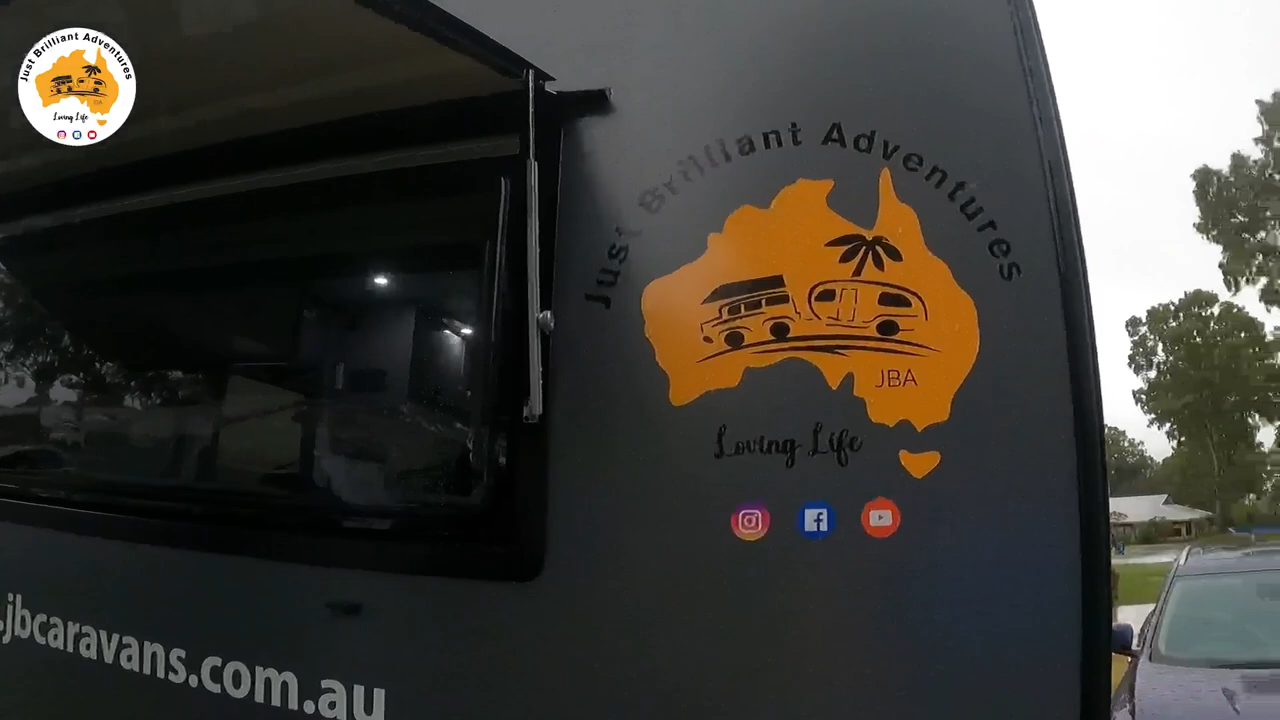 Just Brilliant Adventures
JBA
Loving Life
Just Brilliant Adventures
JBA
Loving Life
.jbcaravans.com.au